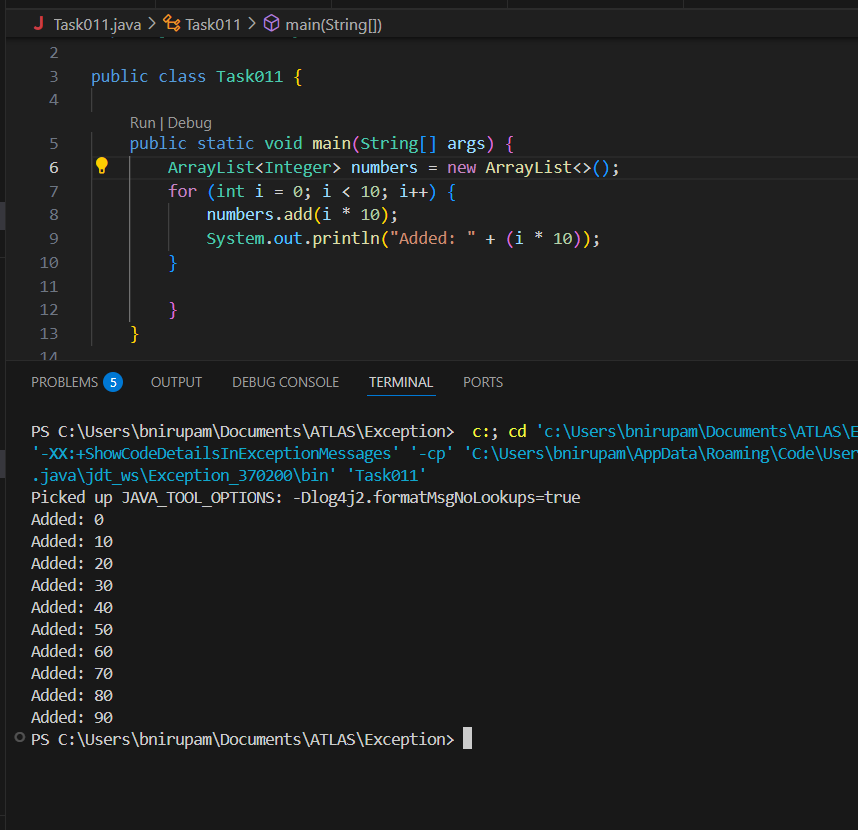 Task011.java > Task011 > main(String[])
2
3 public class Task011 {
4
Run | Debug
5 public static void main(String[] args) {
6 ArrayList<Integer> numbers = new ArrayList<>();
7 for (int i = 0; i < 10; i++) {
8 numbers.add(i * 10);
9 System.out.println("Added: " + (i * 10));
10 }
11
12 }
13 }
14
PROBLEMS 5 OUTPUT DEBUG CONSOLE TERMINAL PORTS
PS C:\Users\bnirupam\Documents\ATLAS\Exception> c:; cd 'c:\Users\bnirupam\Documents\ATLAS\E
'-XX:+ShowCodeDetailsInExceptionMessages' '-cp' 'C:\Users\bnirupam\AppData\Roaming\Code\User
.java\jdt_ws\Exception_370200\bin' 'Task011'
Picked up JAVA_TOOL_OPTIONS: -Dlog4j2.formatMsgNoLookups=true
Added: 0
Added: 10
Added: 20
Added: 30
Added: 40
Added: 50
Added: 60
Added: 70
Added: 80
Added: 90
PS C:\Users\bnirupam\Documents\ATLAS\Exception>